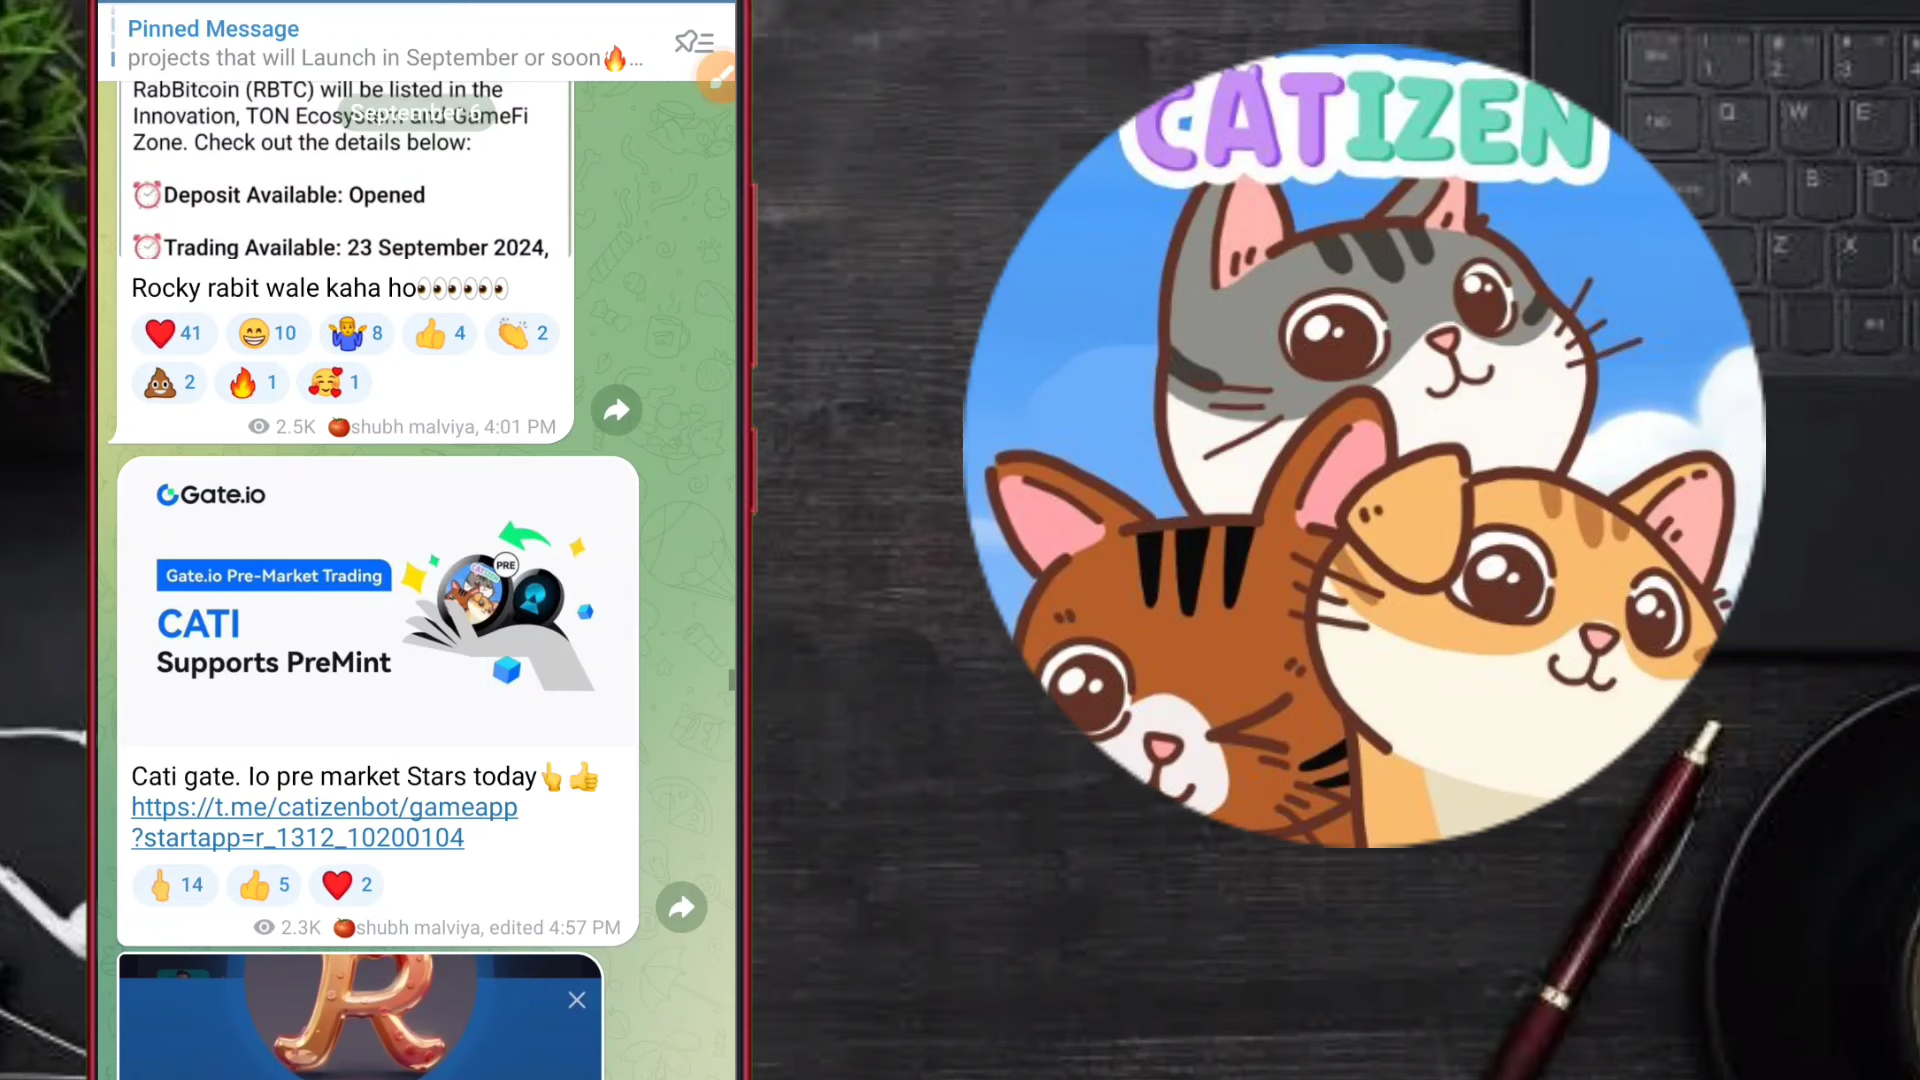 Pinned Message
projects that will Launch in September or soon🔥...
RabBitcoin (RBTC) will be listed in the
Innovation, TON Ecosystem and GameFi
September 6
Zone. Check out the details below:
⏰Deposit Available: Opened
⏰Trading Available: 23 September 2024,
Rocky rabit wale kaha ho👀👀👀
❤️ 41 😁 10 🤷‍♂️ 8 👍 4 👏 2
💩 2 🔥 1 🥰 1
2.5K 🍅shubh malviya, 4:01 PM
Gate.io
Gate.io Pre-Market Trading
PRE
CATI
Supports PreMint
Cati gate. Io pre market Stars today👆👍
https://t.me/catizenbot/gameapp
?startapp=r_1312_10200104
🖕 14 👍 5 ❤️ 2
2.3K 🍅shubh malviya, edited 4:57 PM
R
CATIZEN
Q W E
A S D
Z X